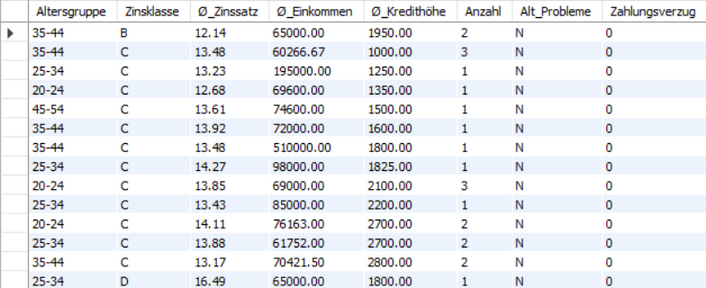 Altersgruppe Zinsklasse Ø_Zinssatz Ø_Einkommen Ø_Kredithöhe Anzahl Alt_Probleme Zahlungsverzug
35-44 B 12.14 65000.00 1950.00 2 N 0
35-44 C 13.48 60266.67 1000.00 3 N 0
25-34 C 13.23 195000.00 1250.00 1 N 0
20-24 C 12.68 69600.00 1350.00 1 N 0
45-54 C 13.61 74600.00 1500.00 1 N 0
35-44 C 13.92 72000.00 1600.00 1 N 0
35-44 C 13.48 510000.00 1800.00 1 N 0
25-34 C 14.27 98000.00 1825.00 1 N 0
20-24 C 13.85 69000.00 2100.00 3 N 0
25-34 C 13.43 85000.00 2200.00 1 N 0
20-24 C 14.11 76163.00 2700.00 2 N 0
25-34 C 13.88 61752.00 2700.00 2 N 0
35-44 C 13.17 70421.50 2800.00 2 N 0
25-34 D 16.49 65000.00 1800.00 1 N 0